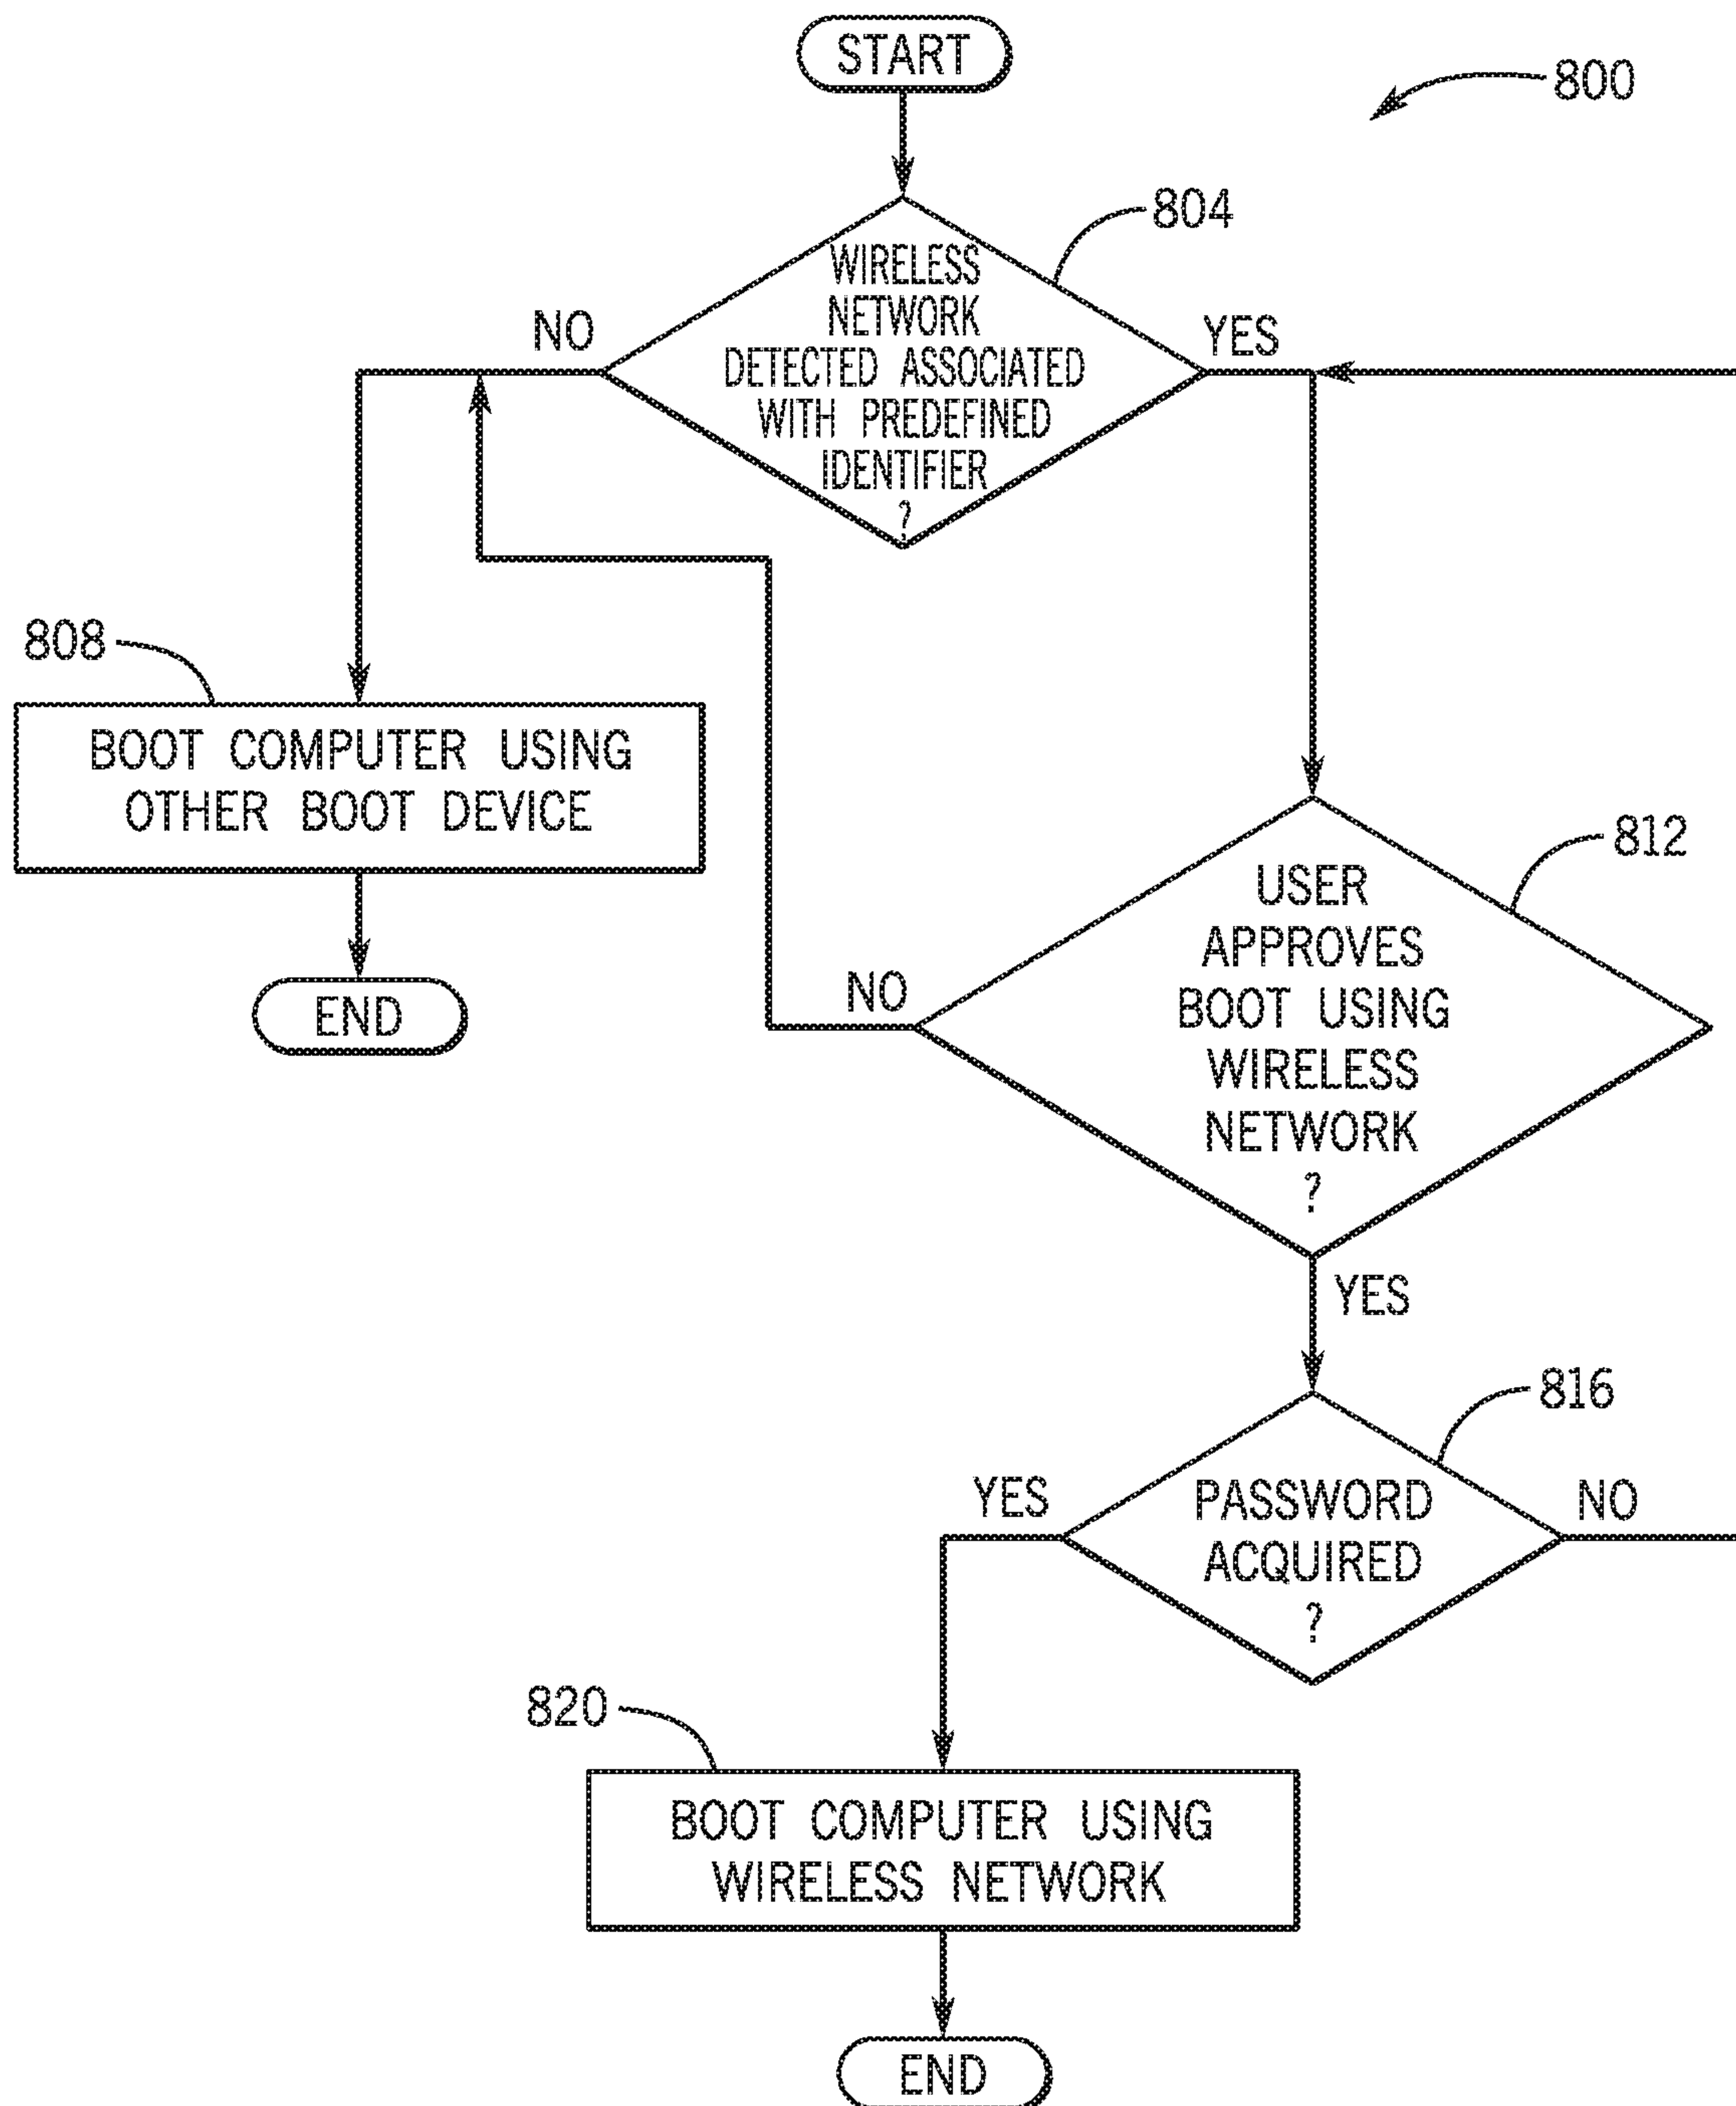 START
800
804
WIRELESS
NETWORK
DETECTED ASSOCIATED
WITH PREDEFINED
IDENTIFIER
?
NO
YES
808
BOOT COMPUTER USING
OTHER BOOT DEVICE
END
812
USER
APPROVES
BOOT USING
WIRELESS
NETWORK
?
NO
YES
816
PASSWORD
ACQUIRED
?
YES
NO
820
BOOT COMPUTER USING
WIRELESS NETWORK
END